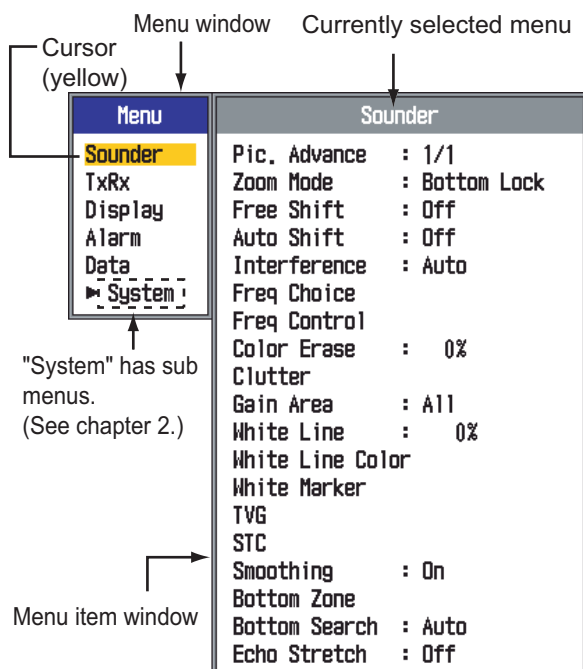 Menu window
Currently selected menu
Cursor
(yellow)
Menu
Sounder
TxRx
Display
Alarm
Data
System
"System" has sub
menus.
(See chapter 2.)
Menu item window
Sounder
Pic. Advance : 1/1
Zoom Mode : Bottom Lock
Free Shift : Off
Auto Shift : Off
Interference : Auto
Freq Choice
Freq Control
Color Erase : 0%
Clutter
Gain Area : All
White Line : 0%
White Line Color
White Marker
TVG
STC
Smoothing : On
Bottom Zone
Bottom Search : Auto
Echo Stretch : Off